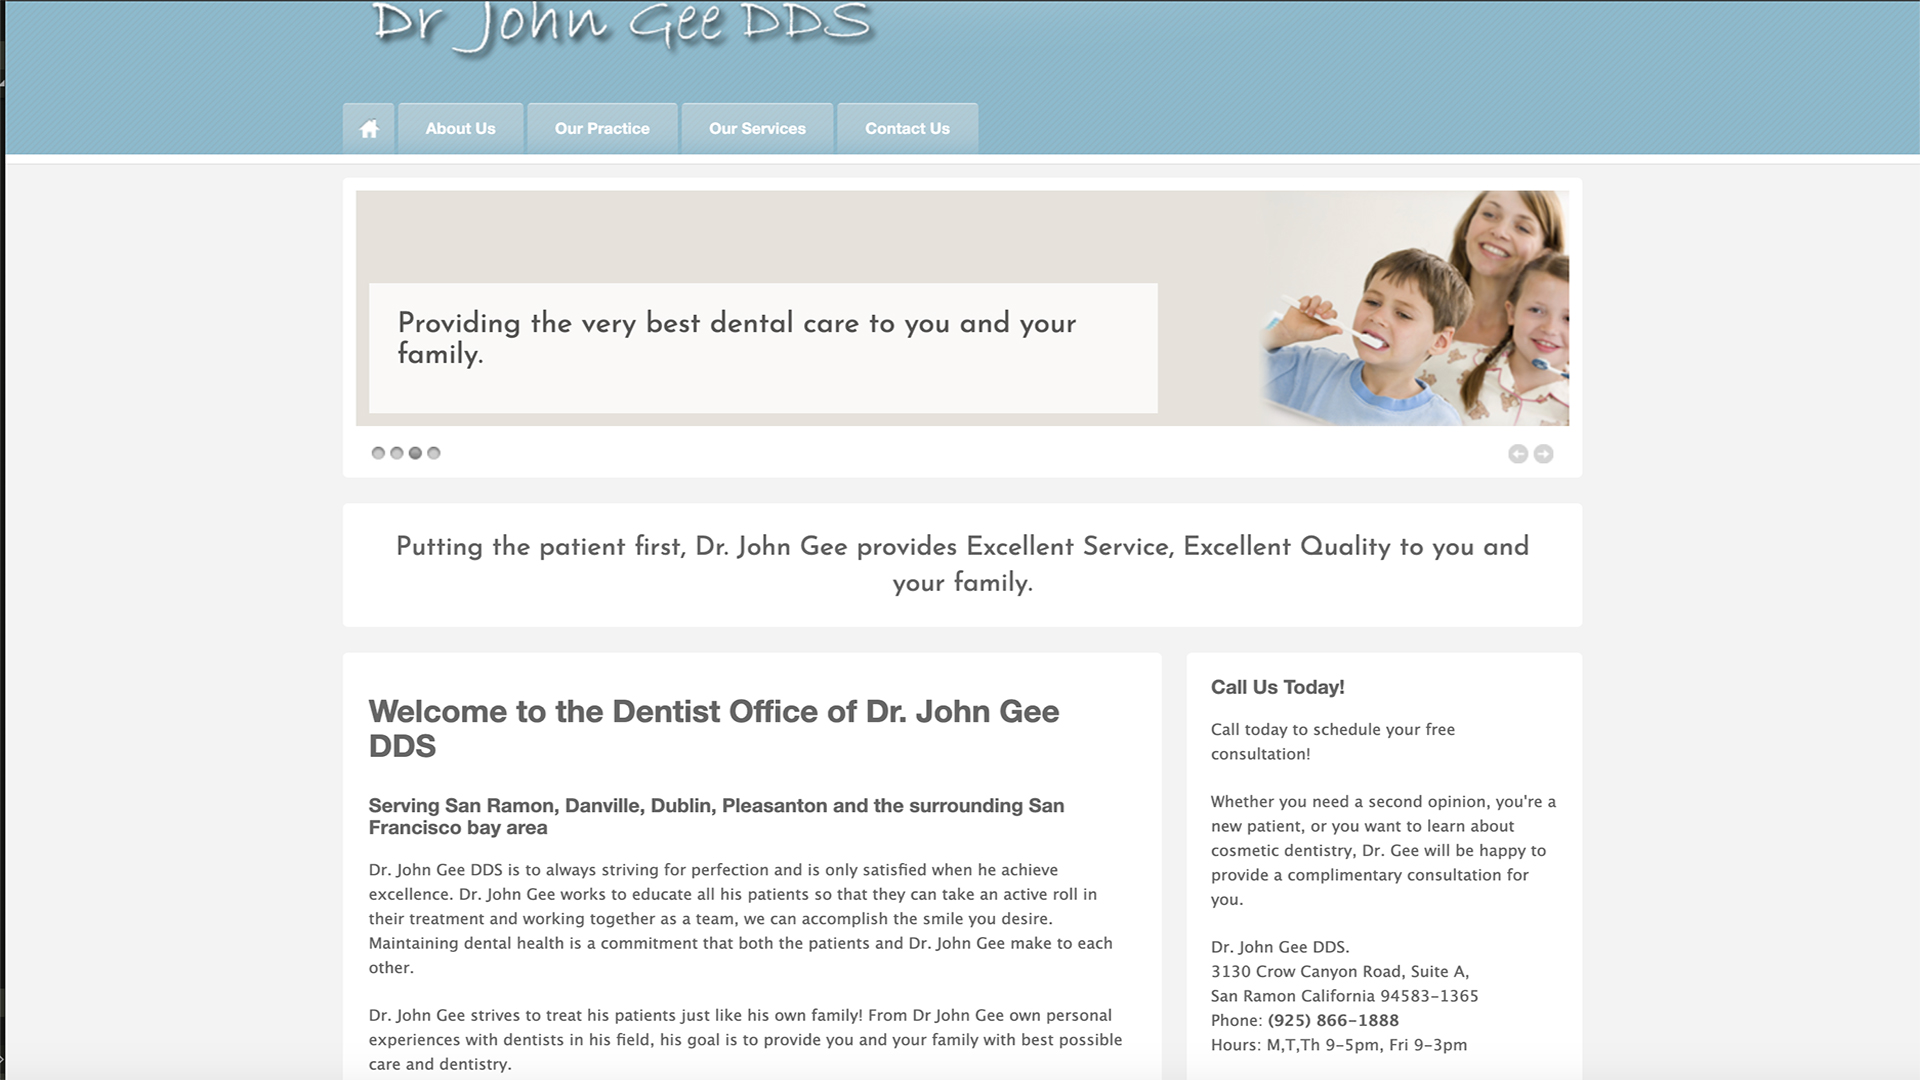 Dr John Gee DDS
About Us
Our Practice
Our Services
Contact Us
Providing the very best dental care to you and your
family.
Putting the patient first, Dr. John Gee provides Excellent Service, Excellent Quality to you and
your family.
Welcome to the Dentist Office of Dr. John Gee
DDS
Serving San Ramon, Danville, Dublin, Pleasanton and the surrounding San
Francisco bay area
Dr. John Gee DDS is to always striving for perfection and is only satisfied when he achieve
excellence. Dr. John Gee works to educate all his patients so that they can take an active roll in
their treatment and working together as a team, we can accomplish the smile you desire.
Maintaining dental health is a commitment that both the patients and Dr. John Gee make to each
other.
Dr. John Gee strives to treat his patients just like his own family! From Dr John Gee own personal
experiences with dentists in his field, his goal is to provide you and your family with best possible
care and dentistry.
Call Us Today!
Call today to schedule your free
consultation!
Whether you need a second opinion, you're a
new patient, or you want to learn about
cosmetic dentistry, Dr. Gee will be happy to
provide a complimentary consultation for
you.
Dr. John Gee DDS.
3130 Crow Canyon Road, Suite A,
San Ramon California 94583-1365
Phone: (925) 866-1888
Hours: M,T,Th 9-5pm, Fri 9-3pm